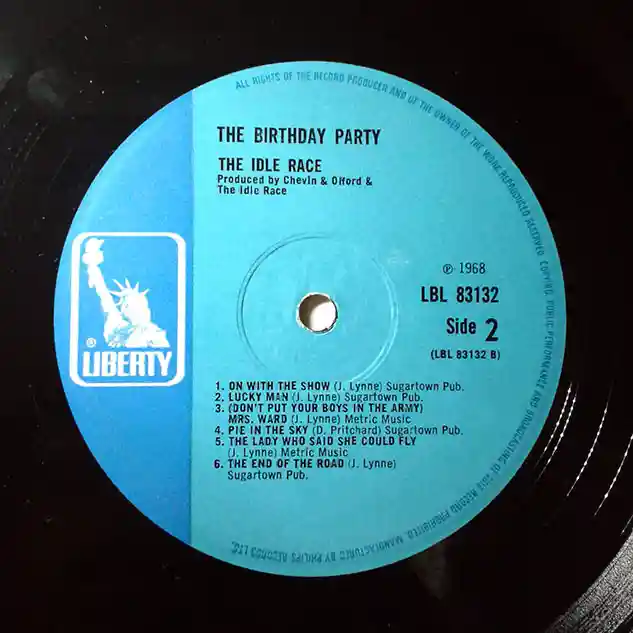 ALL RIGHTS OF THE RECORD PRODUCER AND OF THE OWNER OF THE WORK REPRODUCED RESERVED. COPYING, PUBLIC PERFORMANCE AND BROADCASTING OF THIS RECORD PROHIBITED. MANUFACTURED BY PHILIPS RECORDS LTD.
THE BIRTHDAY PARTY
THE IDLE RACE
Produced by Chevin & Offord &
The Idle Race
℗ 1968
LBL 83132
Side 2
(LBL 83132 B)
® LIBERTY
1. ON WITH THE SHOW (J. Lynne) Sugartown Pub.
2. LUCKY MAN (J. Lynne) Sugartown Pub.
3. (DON'T PUT YOUR BOYS IN THE ARMY)
MRS. WARD (J. Lynne) Metric Music
4. PIE IN THE SKY (D. Pritchard) Sugartown Pub.
5. THE LADY WHO SAID SHE COULD FLY
(J. Lynne) Metric Music
6. THE END OF THE ROAD (J. Lynne)
Sugartown Pub.